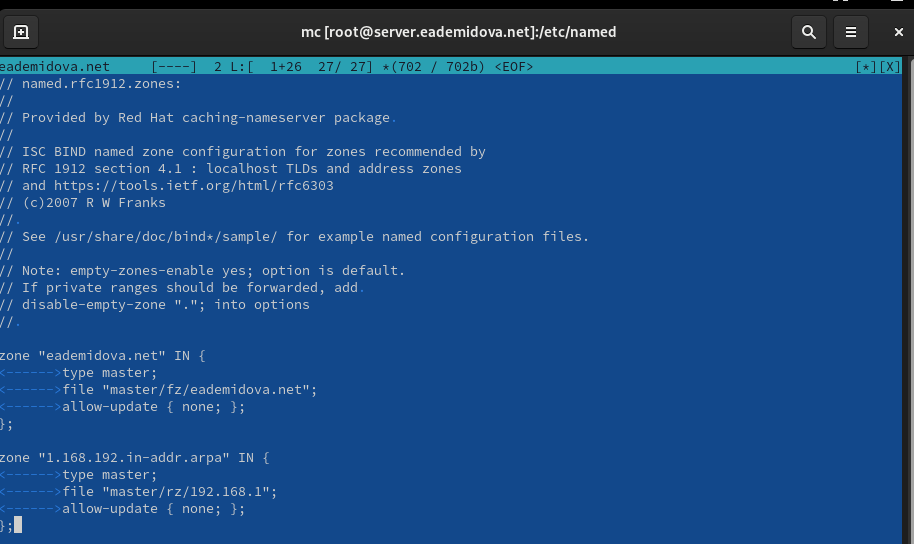 mc [root@server.eademidova.net]:/etc/named
eademidova.net     [----]  2 L:[  1+26  27/ 27] *(702 / 702b) <EOF>     [*][X]
// named.rfc1912.zones:
//
// Provided by Red Hat caching-nameserver package.
//
// ISC BIND named zone configuration for zones recommended by
// RFC 1912 section 4.1 : localhost TLDs and address zones
// and https://tools.ietf.org/html/rfc6303
// (c)2007 R W Franks
//.
// See /usr/share/doc/bind*/sample/ for example named configuration files.
//
// Note: empty-zones-enable yes; option is default.
// If private ranges should be forwarded, add.
// disable-empty-zone "."; into options
//.
zone "eademidova.net" IN {
<------>type master;
<------>file "master/fz/eademidova.net";
<------>allow-update { none; };
};
zone "1.168.192.in-addr.arpa" IN {
<------>type master;
<------>file "master/rz/192.168.1";
<------>allow-update { none; };
};